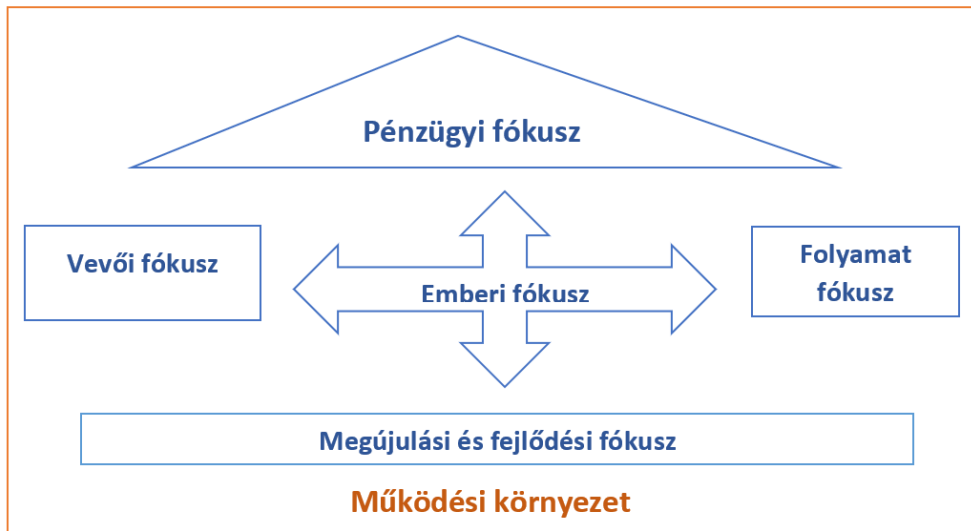 Pénzügyi fókusz
Vevői fókusz
Emberi fókusz
Folyamat
fókusz
Megújulási és fejlődési fókusz
Működési környezet